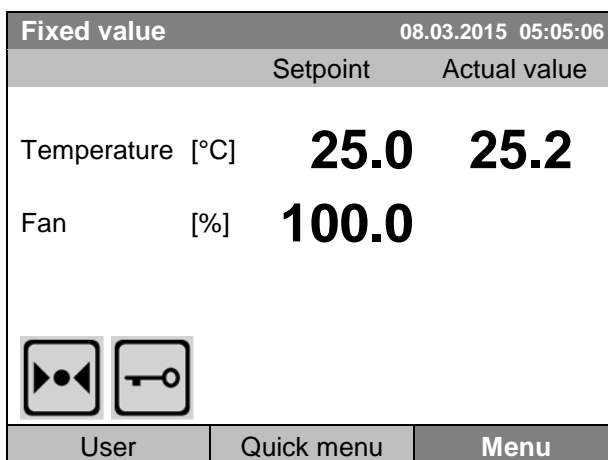 Fixed value 08.03.2015 05:05:06
Setpoint Actual value
Temperature [°C] 25.0 25.2
Fan [%] 100.0
User Quick menu Menu